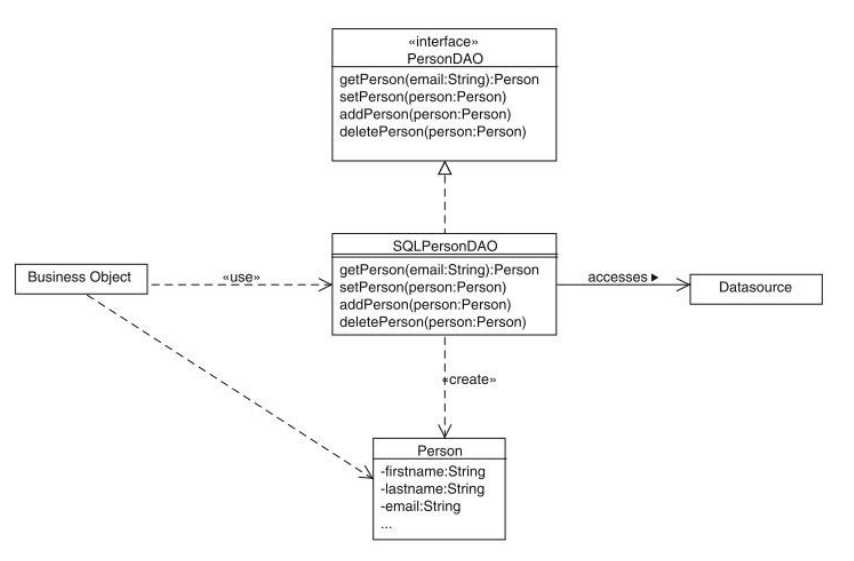 «interface»
PersonDAO
getPerson(email:String):Person
setPerson(person:Person)
addPerson(person:Person)
deletePerson(person:Person)
SQLPersonDAO
getPerson(email:String):Person
setPerson(person:Person)
addPerson(person:Person)
deletePerson(person:Person)
Business Object
«use»
accesses ▶
Datasource
«create»
Person
-firstname:String
-lastname:String
-email:String
...